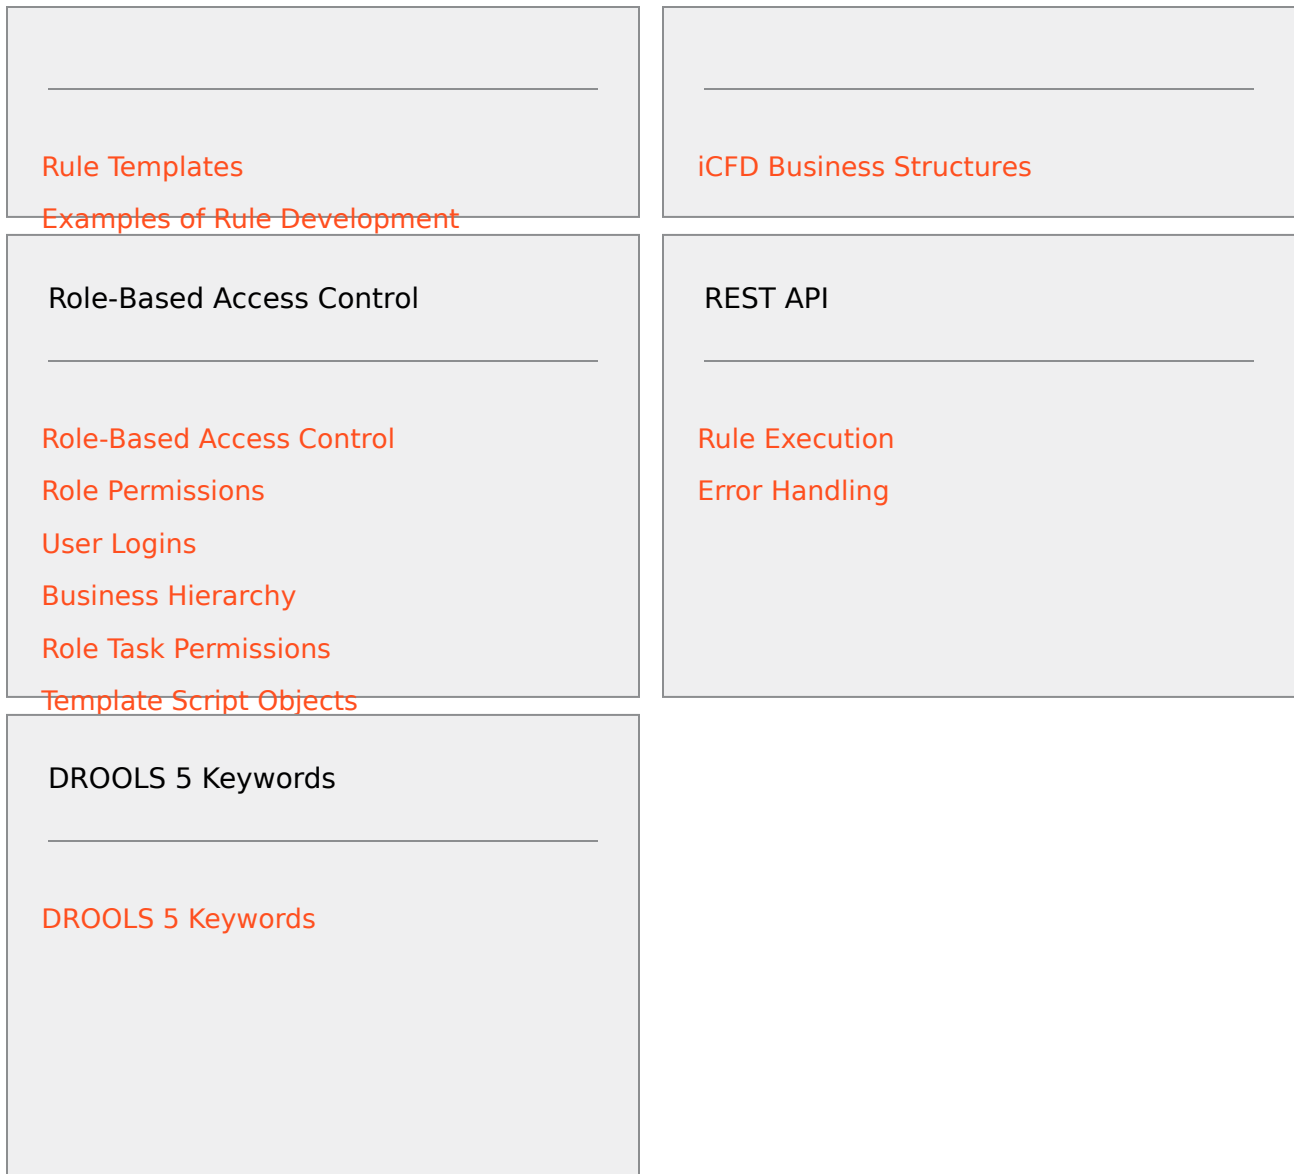 Rule Templates
Examples of Rule Development
iCFD Business Structures
Role-Based Access Control
Role-Based Access Control
Role Permissions
User Logins
Business Hierarchy
Role Task Permissions
Template Script Objects
REST API
Rule Execution
Error Handling
DROOLS 5 Keywords
DROOLS 5 Keywords